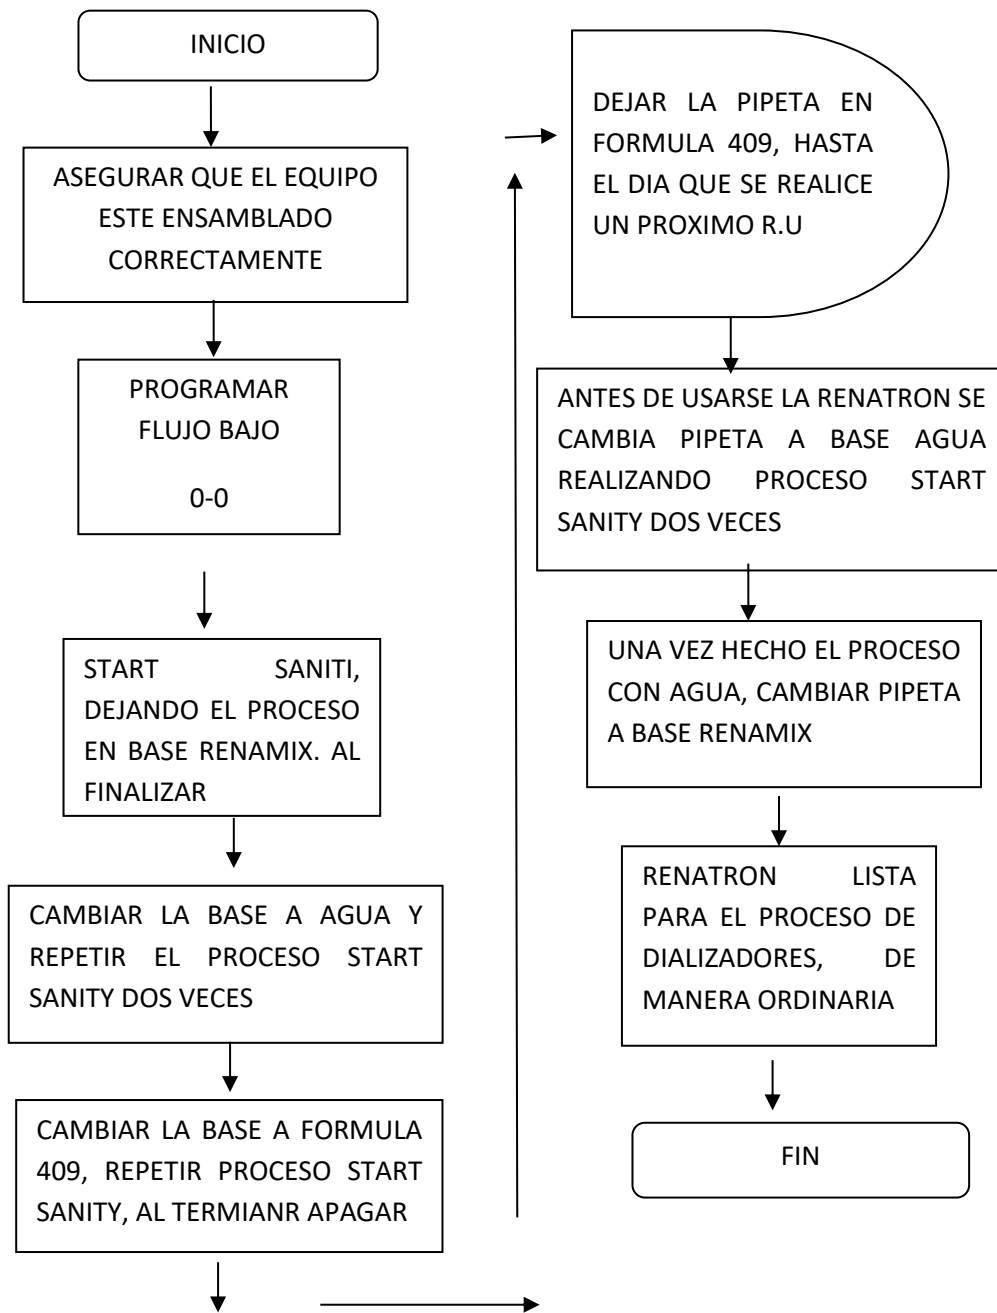 INICIO
ASEGURAR QUE EL EQUIPO
ESTE ENSAMBLADO
CORRECTAMENTE
PROGRAMAR
FLUJO BAJO
0-0
START SANITI,
DEJANDO EL PROCESO
EN BASE RENAMIX. AL
FINALIZAR
CAMBIAR LA BASE A AGUA Y
REPETIR EL PROCESO START
SANITY DOS VECES
CAMBIAR LA BASE A FORMULA
409, REPETIR PROCESO START
SANITY, AL TERMIANR APAGAR
DEJAR LA PIPETA EN
FORMULA 409, HASTA
EL DIA QUE SE REALICE
UN PROXIMO R.U
ANTES DE USARSE LA RENATRON SE
CAMBIA PIPETA A BASE AGUA
REALIZANDO PROCESO START
SANITY DOS VECES
UNA VEZ HECHO EL PROCESO
CON AGUA, CAMBIAR PIPETA
A BASE RENAMIX
RENATRON LISTA
PARA EL PROCESO DE
DIALIZADORES, DE
MANERA ORDINARIA
FIN